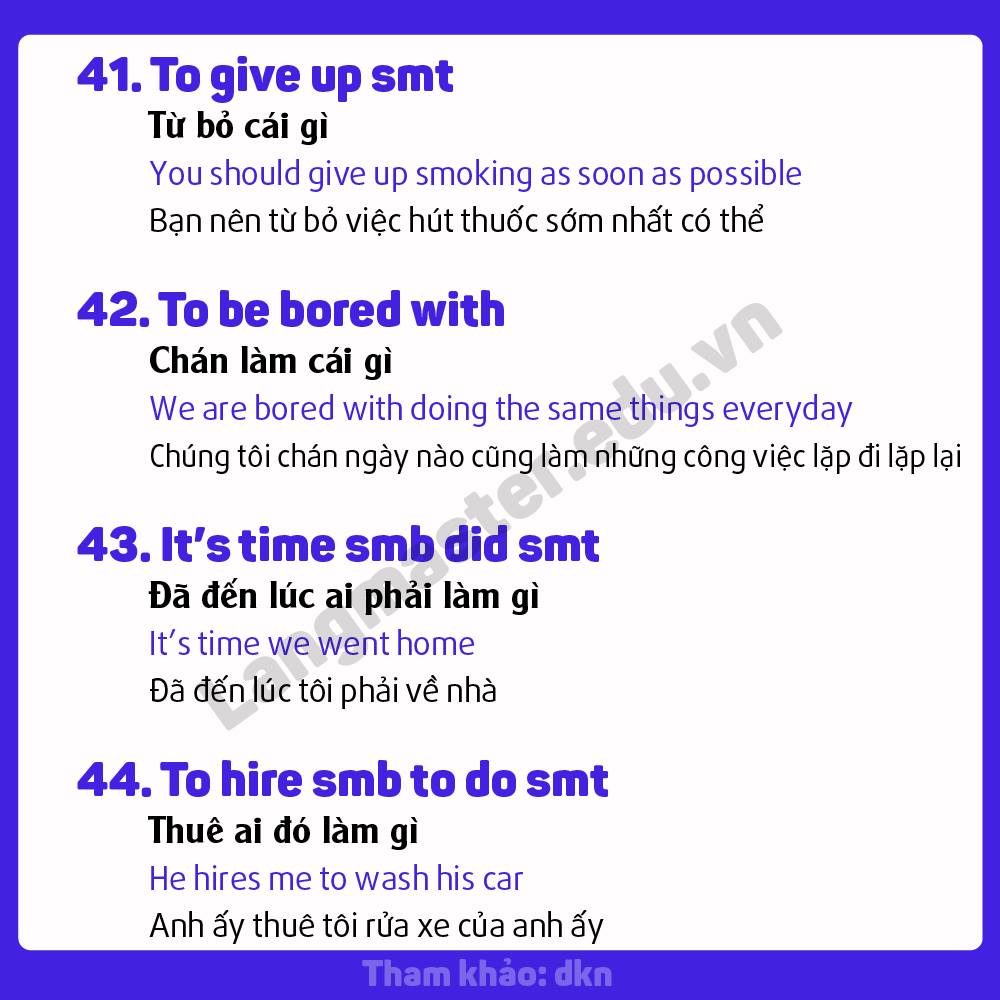 41. To give up smt
Từ bỏ cái gì
You should give up smoking as soon as possible
Bạn nên từ bỏ việc hút thuốc sớm nhất có thể
42. To be bored with
Chán làm cái gì
We are bored with doing the same things everyday
Chúng tôi chán ngày nào cũng làm những công việc lặp đi lặp lại
43. It's time smb did smt
Đã đến lúc ai phải làm gì
It's time we went home
Đã đến lúc tôi phải về nhà
44. To hire smb to do smt
Thuê ai đó làm gì
He hires me to wash his car
Anh ấy thuê tôi rửa xe của anh ấy
Langmaster.edu.vn
Tham khảo: dkn